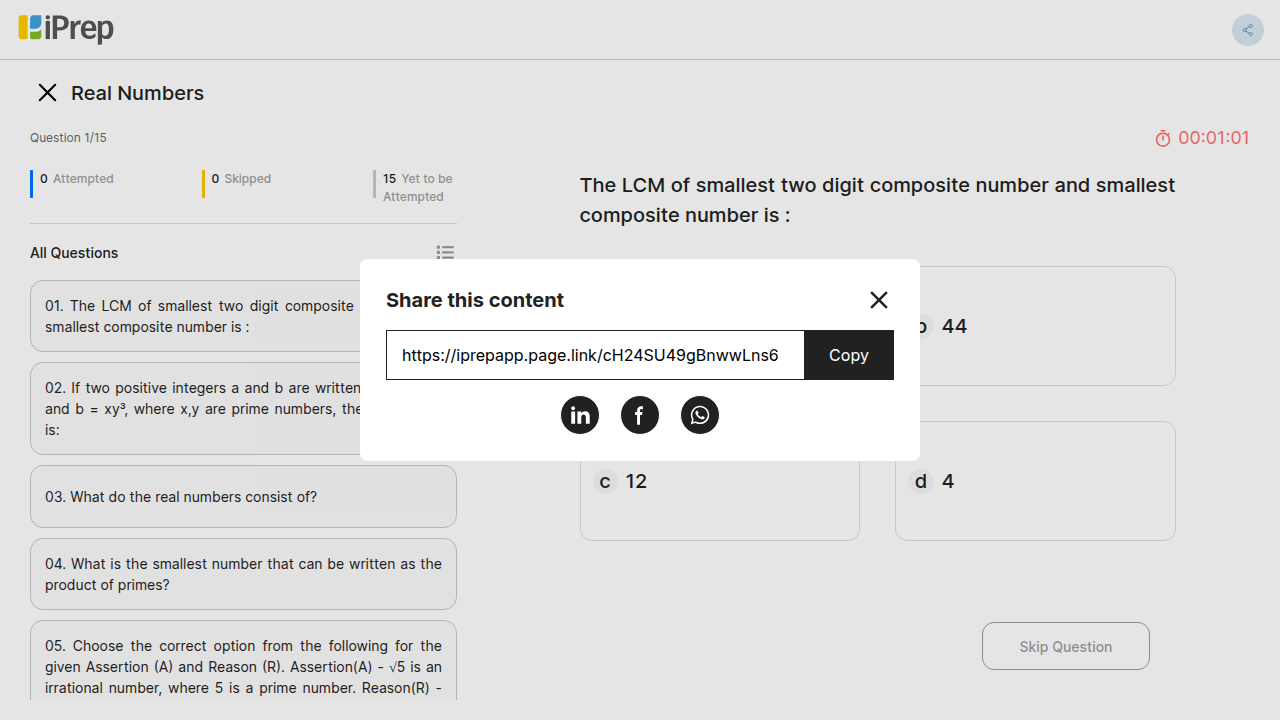 iPrep
Real Numbers
Question 1/15
00:01:01
0 Attempted
0 Skipped
15 Yet to be
Attempted
All Questions
01. The LCM of smallest two digit composite
smallest composite number is :
02. If two positive integers a and b are written
and b = xy³, where x,y are prime numbers, the
is:
03. What do the real numbers consist of?
04. What is the smallest number that can be written as the
product of primes?
05. Choose the correct option from the following for the
given Assertion (A) and Reason (R). Assertion(A) - √5 is an
irrational number, where 5 is a prime number. Reason(R) -
The LCM of smallest two digit composite number and smallest
composite number is :
b 44
c 12
d 4
Skip Question
Share this content
https://iprepapp.page.link/cH24SU49gBnwwLns6
Copy